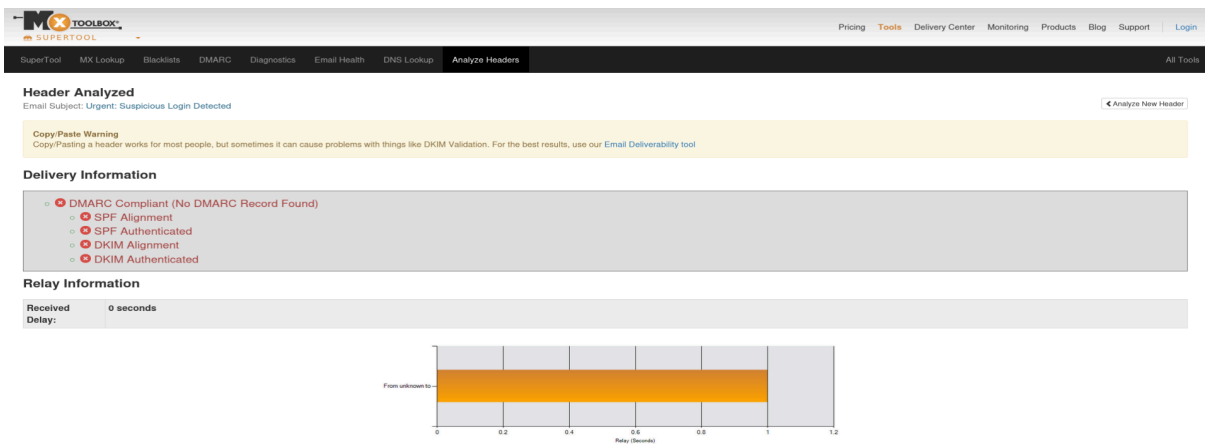 MX TOOLBOX®
SUPERTOOL
Pricing Tools Delivery Center Monitoring Products Blog Support Login
SuperTool MX Lookup Blacklists DMARC Diagnostics Email Health DNS Lookup Analyze Headers All Tools
Header Analyzed
Email Subject: Urgent: Suspicious Login Detected
Analyze New Header
Copy/Paste Warning
Copy/Pasting a header works for most people, but sometimes it can cause problems with things like DKIM Validation. For the best results, use our Email Deliverability tool
Delivery Information
DMARC Compliant (No DMARC Record Found)
SPF Alignment
SPF Authenticated
DKIM Alignment
DKIM Authenticated
Relay Information
Received Delay: 0 seconds
From unknown to
0 0.2 0.4 0.6 0.8 1 1.2
Relay (Seconds)